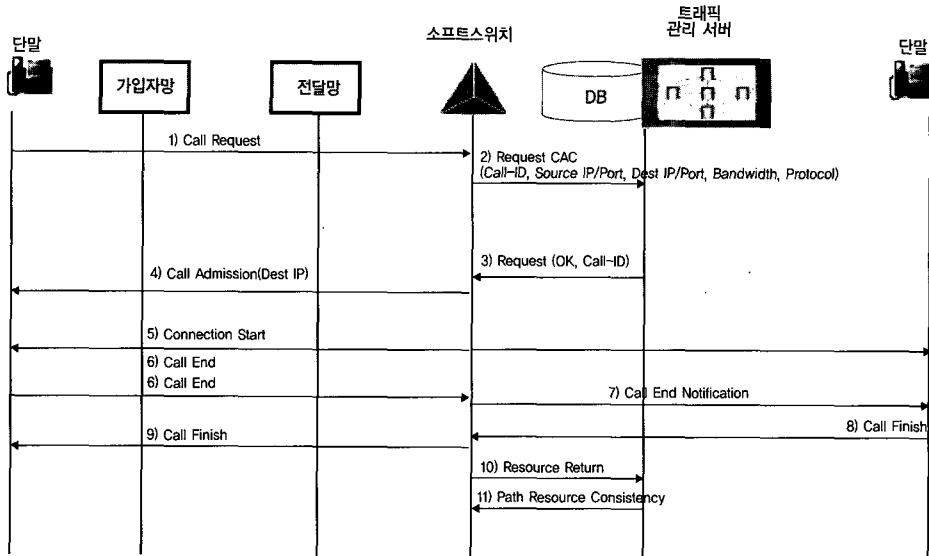 트래픽
관리 서버
소프트스위치
단말
단말
가입자망
전달망
DB
1) Call Request
2) Request CAC
(Call-ID, Source IP/Port, Dest IP/Port, Bandwidth, Protocol)
3) Request (OK, Call-ID)
4) Call Admission(Dest IP)
5) Connection Start
6) Call End
6) Call End
7) Call End Notification
8) Call Finish
9) Call Finish
10) Resource Return
11) Path Resource Consistency